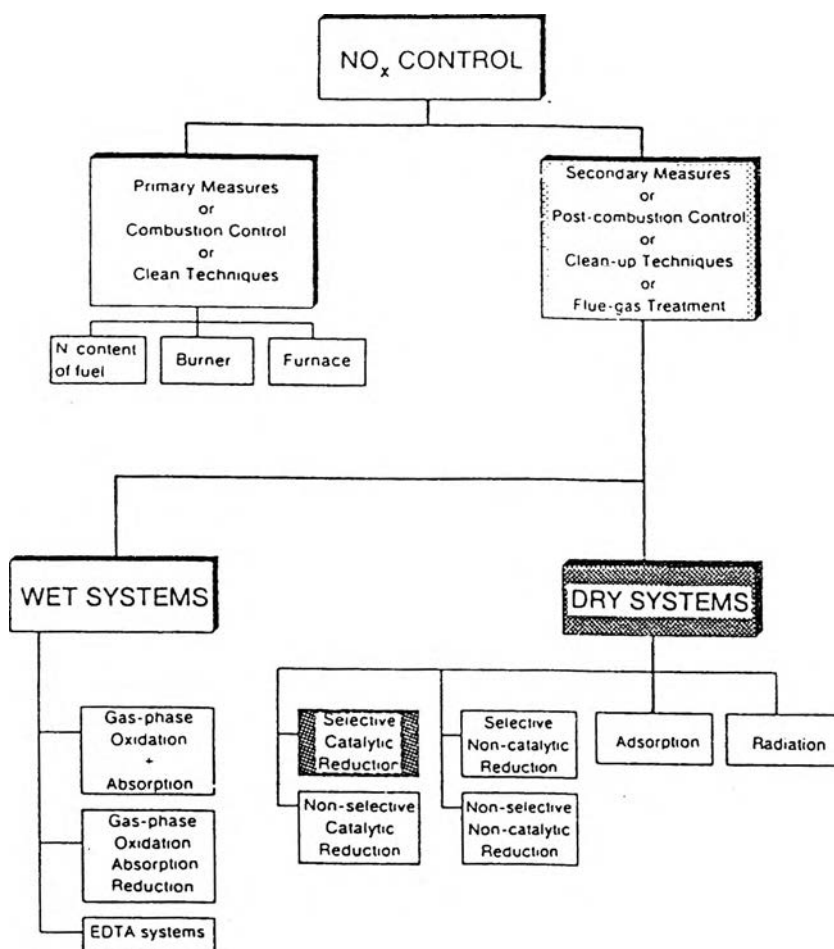 NOx CONTROL
Primary Measures
or
Combustion Control
or
Clean Techniques
Secondary Measures
or
Post-combustion Control
or
Clean-up Techniques
or
Flue-gas Treatment
N content
of fuel
Burner
Furnace
WET SYSTEMS
DRY SYSTEMS
Gas-phase
Oxidation
+
Absorption
Gas-phase
Oxidation
Absorption
Reduction
EDTA systems
Selective
Catalytic
Reduction
Non-selective
Catalytic
Reduction
Selective
Non-catalytic
Reduction
Non-selective
Non-catalytic
Reduction
Adsorption
Radiation